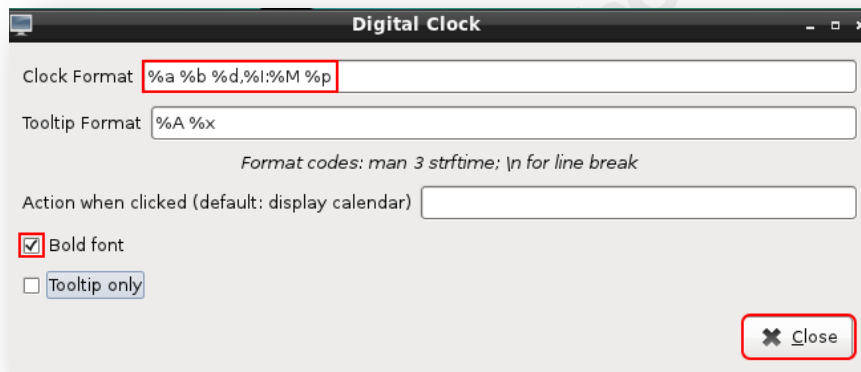 Digital Clock
Clock Format %a %b %d,%I:%M %p
Tooltip Format %A %x
Format codes: man 3 strftime; \n for line break
Action when clicked (default: display calendar)
Bold font
Tooltip only
Close